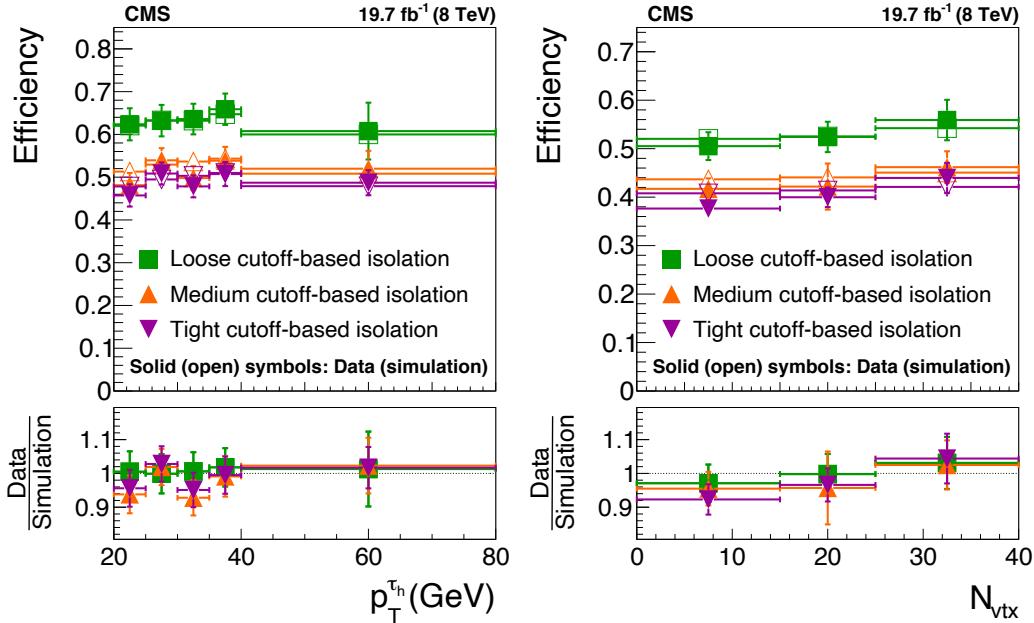 CMS 19.7 fb⁻¹ (8 TeV)
Efficiency
0.8
0.7
0.6
0.5
0.4
0.3
0.2
0.1
0
Loose cutoff-based isolation
Medium cutoff-based isolation
Tight cutoff-based isolation
Solid (open) symbols: Data (simulation)
Data
Simulation
1.1
1
0.9
20 40 60 80
p_T^{τ_h} (GeV)
CMS 19.7 fb⁻¹ (8 TeV)
Efficiency
0.7
0.6
0.5
0.4
0.3
0.2
0.1
0
Loose cutoff-based isolation
Medium cutoff-based isolation
Tight cutoff-based isolation
Solid (open) symbols: Data (simulation)
Data
Simulation
1.1
1
0.9
0 10 20 30 40
N_{vtx}